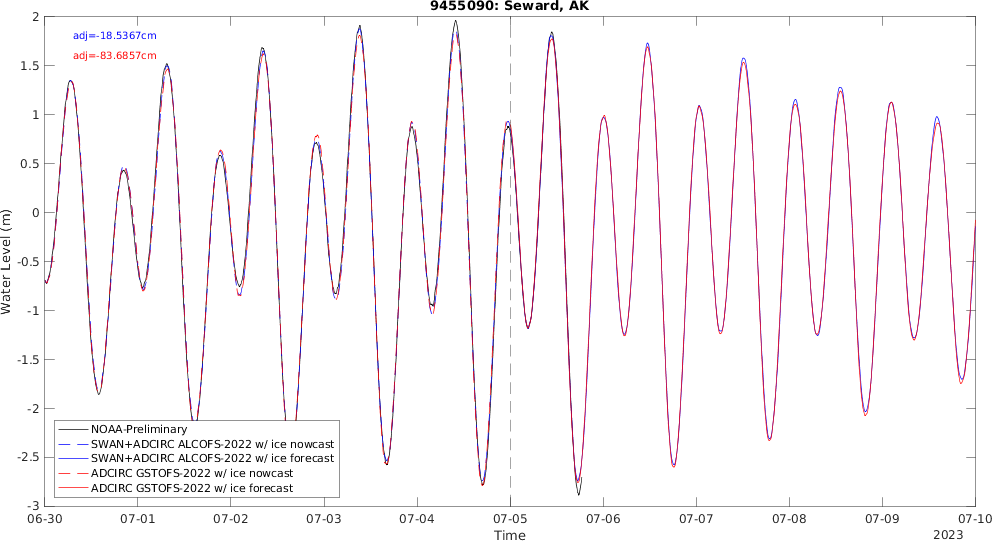 9455090: Seward, AK
adj=-18.5367cm
adj=-83.6857cm
2
1.5
1
0.5
0
-0.5
-1
-1.5
-2
-2.5
-3
Water Level (m)
NOAA-Preliminary
SWAN+ADCIRC ALCOFS-2022 w/ ice nowcast
SWAN+ADCIRC ALCOFS-2022 w/ ice forecast
ADCIRC GSTOFS-2022 w/ ice nowcast
ADCIRC GSTOFS-2022 w/ ice forecast
06-30 07-01 07-02 07-03 07-04 07-05 07-06 07-07 07-08 07-09 07-10
Time
2023